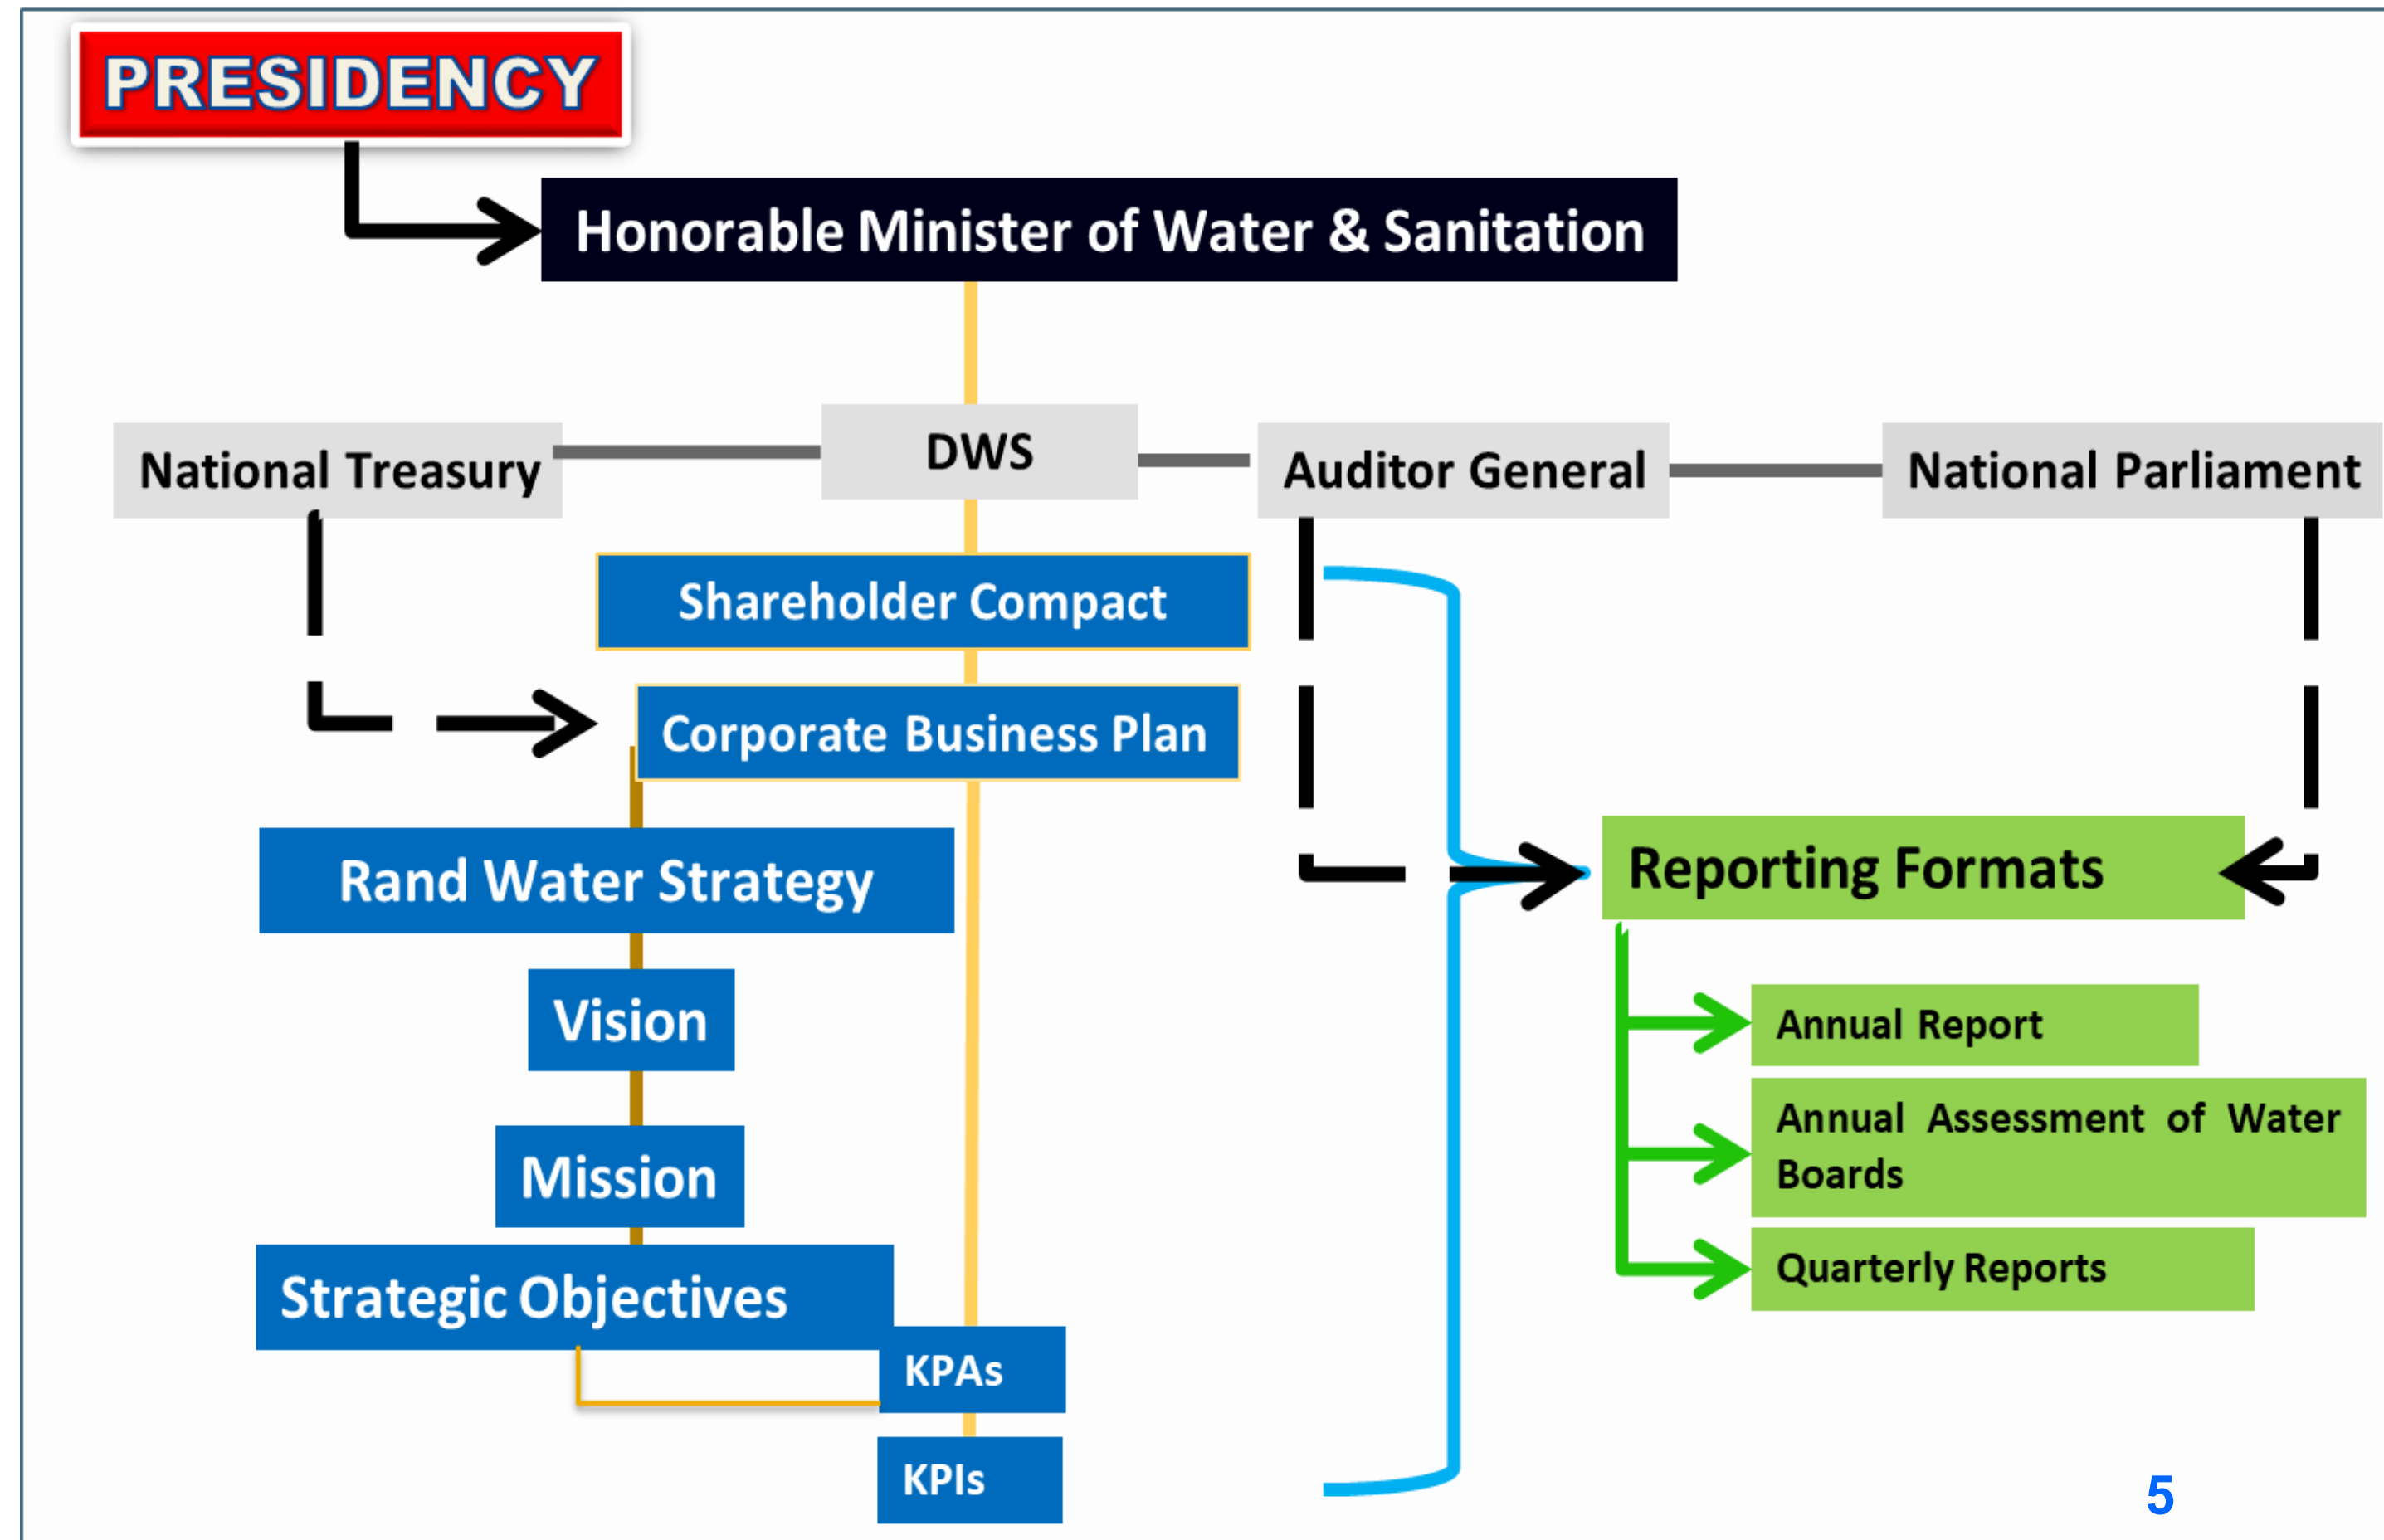 PRESIDENCY
Honorable Minister of Water & Sanitation
National Treasury
DWS
Auditor General
National Parliament
Shareholder Compact
Corporate Business Plan
Rand Water Strategy
Vision
Mission
Strategic Objectives
KPAs
KPIs
Reporting Formats
Annual Report
Annual Assessment of Water
Boards
Quarterly Reports
5